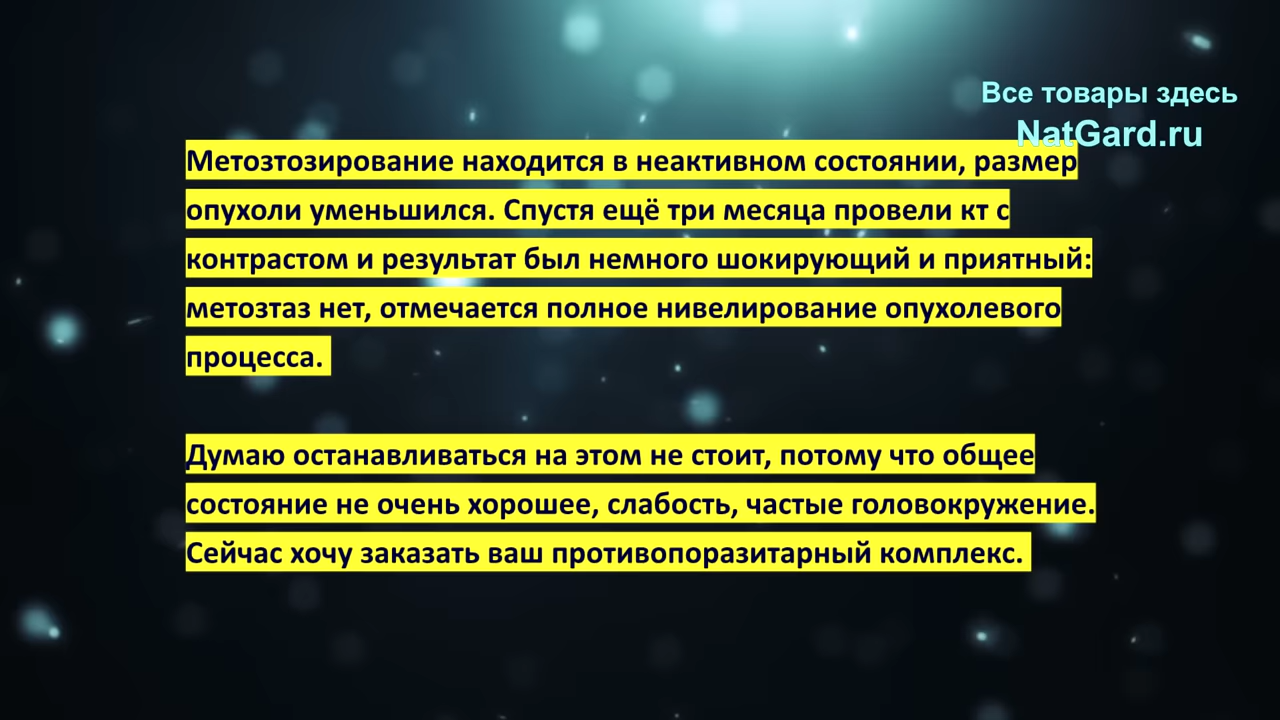 Все товары здесь
NatGard.ru
Метозтозирование находится в неактивном состоянии, размер
опухоли уменьшился. Спустя ещё три месяца провели кт с
контрастом и результат был немного шокирующий и приятный:
метозтаз нет, отмечается полное нивелирование опухолевого
процесса.
Думаю останавливаться на этом не стоит, потому что общее
состояние не очень хорошее, слабость, частые головокружение.
Сейчас хочу заказать ваш противопоразитарный комплекс.